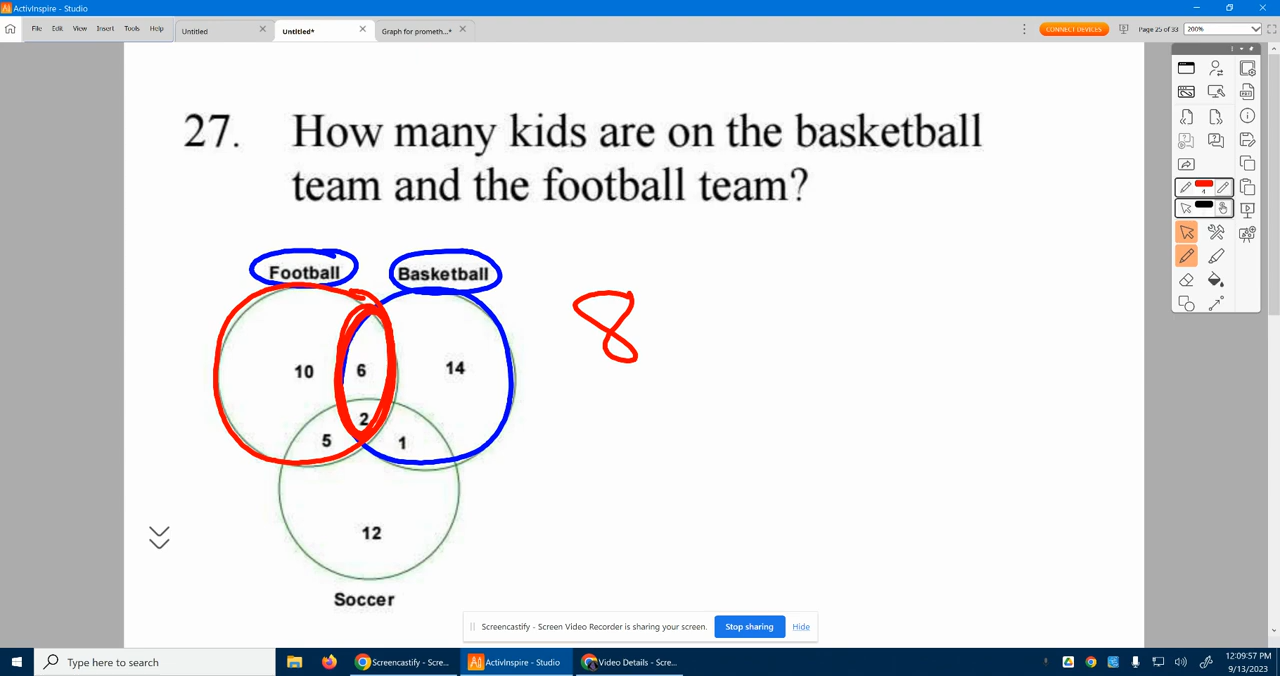 ActivInspire - Studio
File Edit View Insert Tools Help
Untitled
Untitled*
Graph for prometh...*
CONNECT DEVICES
Page 25 of 33
200%
27. How many kids are on the basketball
team and the football team?
Football Basketball
8
10 6 14
2
5 1
12
Soccer
4
Screencastify - Screen Video Recorder is sharing your screen. Stop sharing Hide
Type here to search
Screencastify - Scre...
ActivInspire - Studio
Video Details - Scre...
12:09:57 PM
9/13/2023